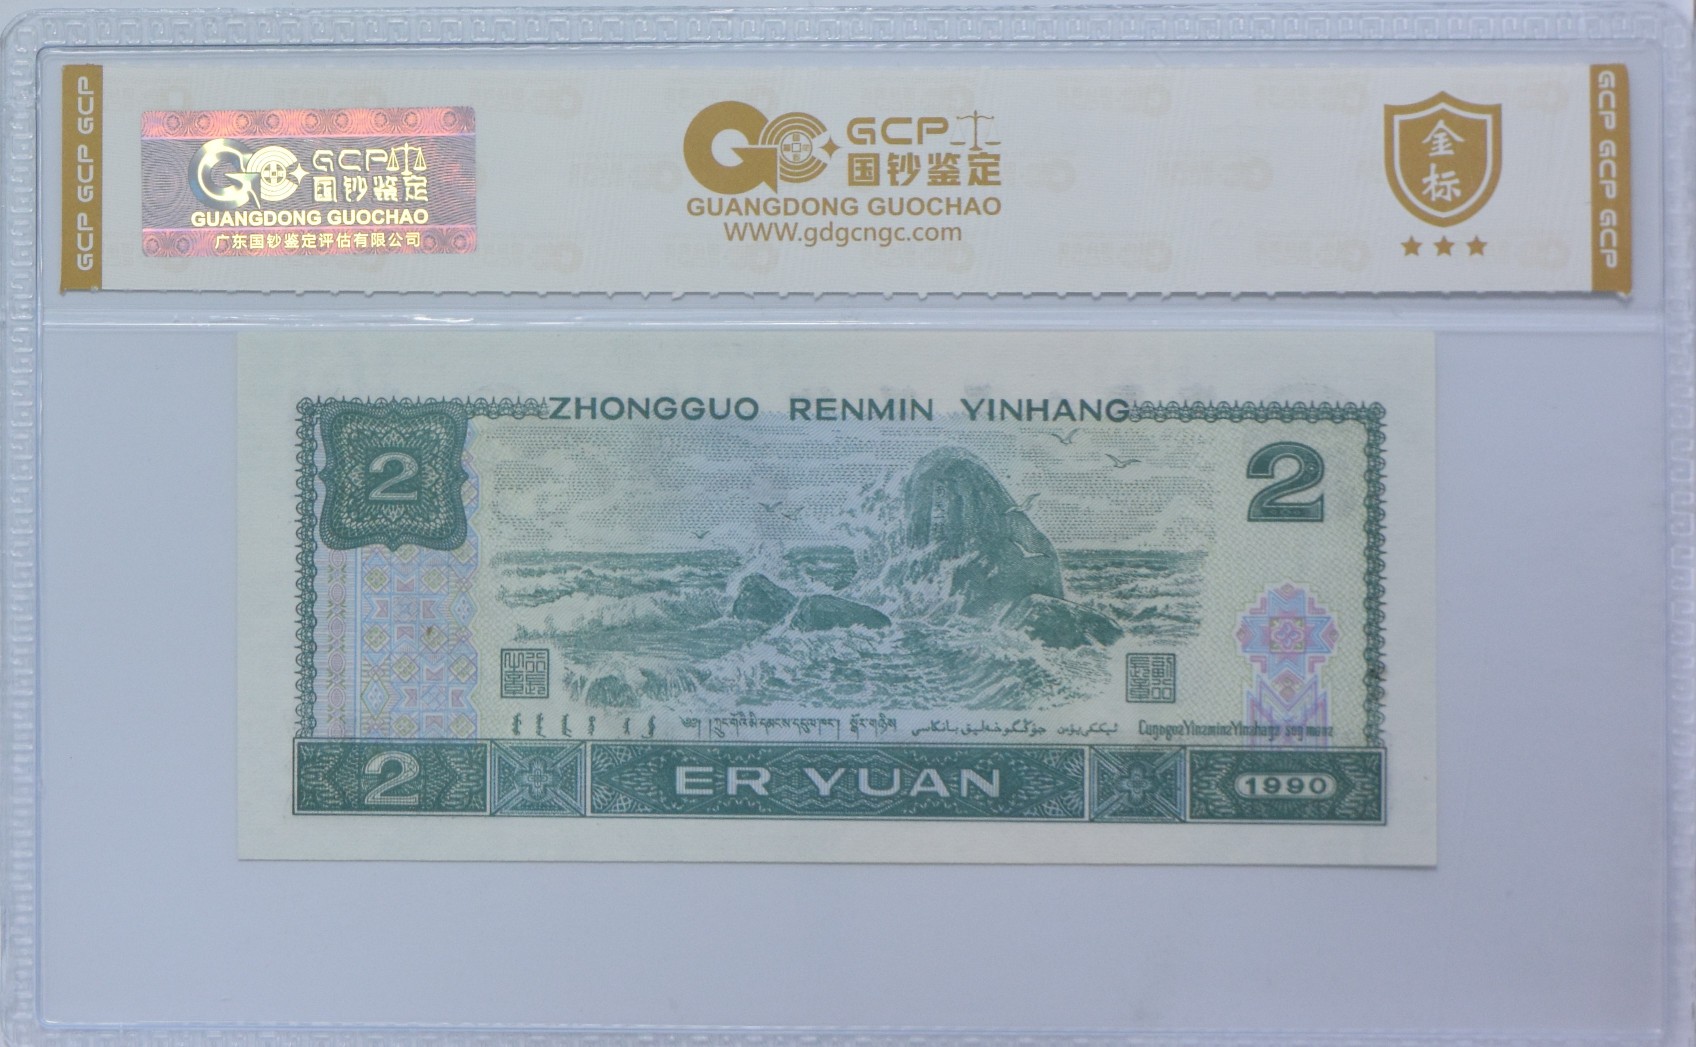 GCP GCP GCP
GCP
国钞鉴定
GUANGDONG GUOCHAO
广东国钞鉴定评估有限公司
GCP
国钞鉴定
GUANGDONG GUOCHAO
www.gdgcngc.com
金标
GCP GCP GCP
ZHONGGUO RENMIN YINHANG
2
2
2
ER YUAN
1990